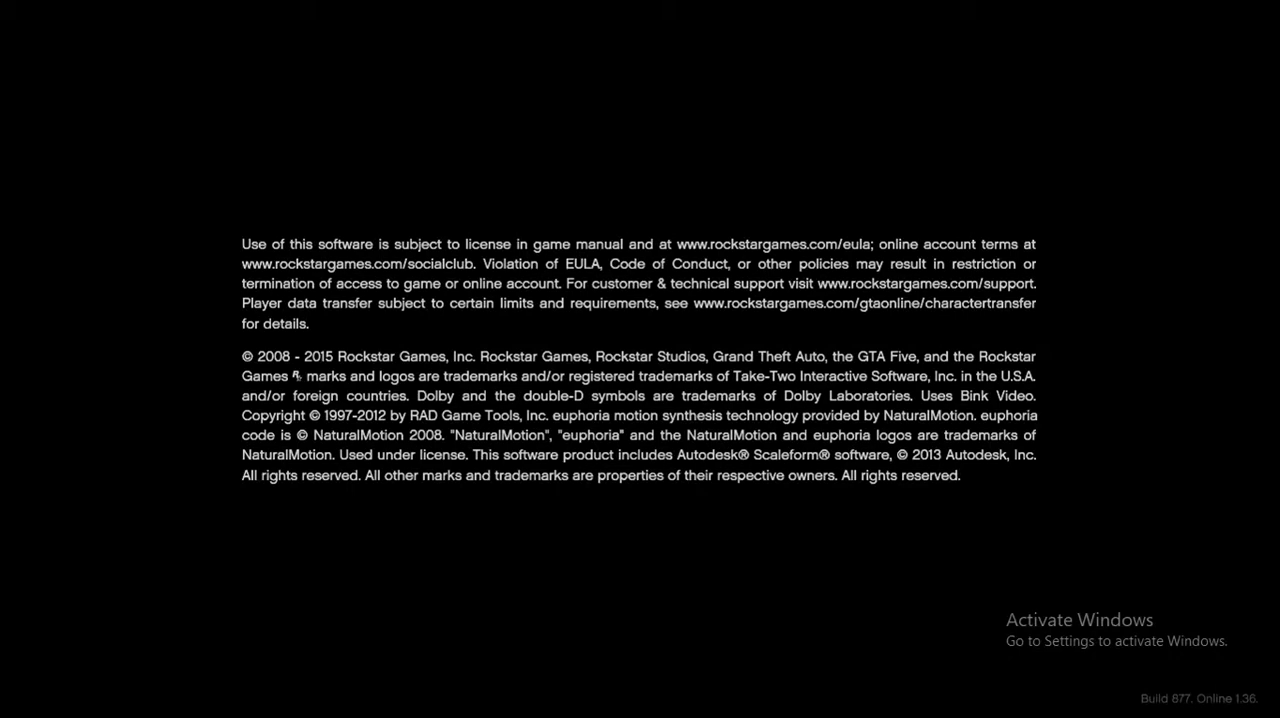 Use of this software is subject to license in game manual and at www.rockstargames.com/eula; online account terms at
www.rockstargames.com/socialclub. Violation of EULA, Code of Conduct, or other policies may result in restriction or
termination of access to game or online account. For customer & technical support visit www.rockstargames.com/support.
Player data transfer subject to certain limits and requirements, see www.rockstargames.com/gtaonline/charactertransfer
for details.
© 2008 - 2015 Rockstar Games, Inc. Rockstar Games, Rockstar Studios, Grand Theft Auto, the GTA Five, and the Rockstar
Games R* marks and logos are trademarks and/or registered trademarks of Take-Two Interactive Software, Inc. in the U.S.A.
and/or foreign countries. Dolby and the double-D symbols are trademarks of Dolby Laboratories. Uses Bink Video.
Copyright © 1997-2012 by RAD Game Tools, Inc. euphoria motion synthesis technology provided by NaturalMotion. euphoria
code is © NaturalMotion 2008. "NaturalMotion", "euphoria" and the NaturalMotion and euphoria logos are trademarks of
NaturalMotion. Used under license. This software product includes Autodesk® Scaleform® software, © 2013 Autodesk, Inc.
All rights reserved. All other marks and trademarks are properties of their respective owners. All rights reserved.
Activate Windows
Go to Settings to activate Windows.
Build 877. Online 1.36.